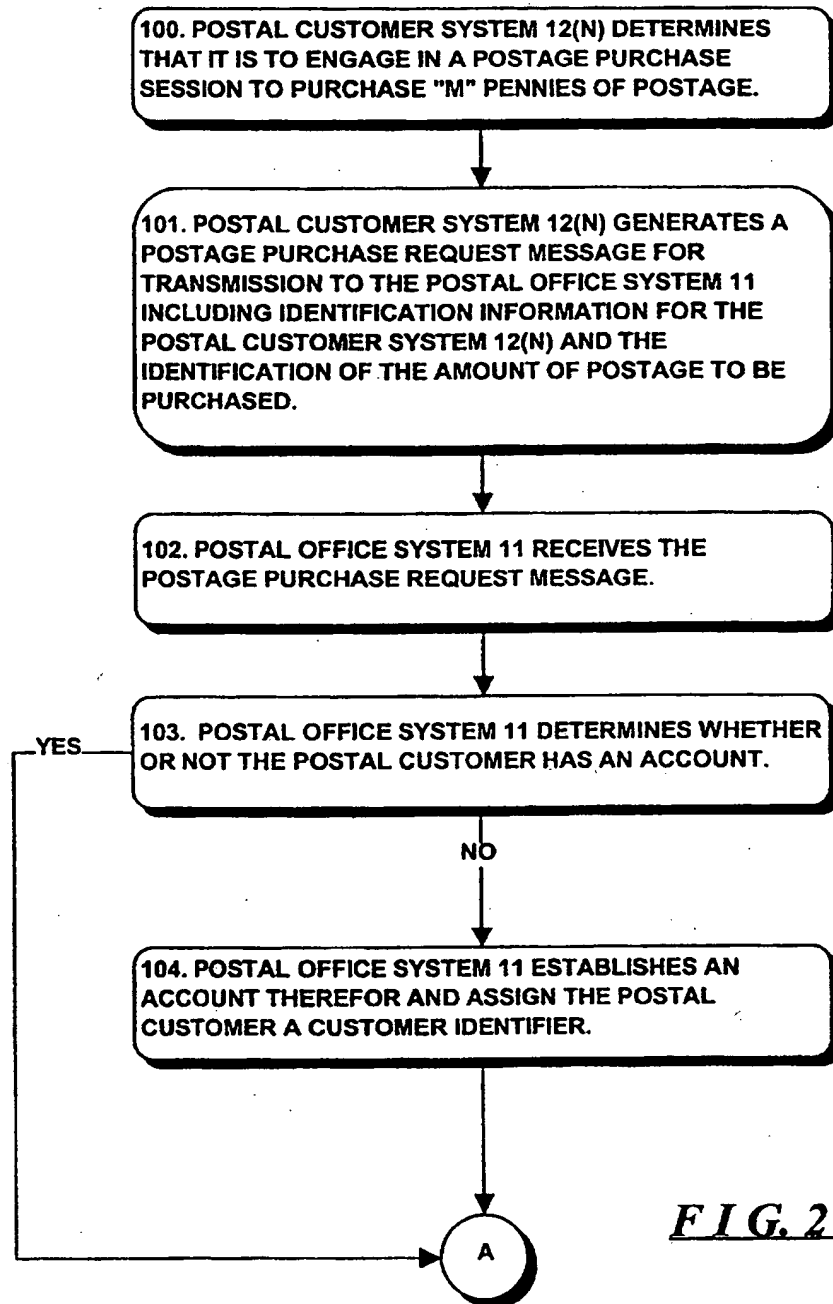 100. POSTAL CUSTOMER SYSTEM 12(N) DETERMINES
THAT IT IS TO ENGAGE IN A POSTAGE PURCHASE
SESSION TO PURCHASE "M" PENNIES OF POSTAGE.
101. POSTAL CUSTOMER SYSTEM 12(N) GENERATES A
POSTAGE PURCHASE REQUEST MESSAGE FOR
TRANSMISSION TO THE POSTAL OFFICE SYSTEM 11
INCLUDING IDENTIFICATION INFORMATION FOR THE
POSTAL CUSTOMER SYSTEM 12(N) AND THE
IDENTIFICATION OF THE AMOUNT OF POSTAGE TO BE
PURCHASED.
102. POSTAL OFFICE SYSTEM 11 RECEIVES THE
POSTAGE PURCHASE REQUEST MESSAGE.
103. POSTAL OFFICE SYSTEM 11 DETERMINES WHETHER
OR NOT THE POSTAL CUSTOMER HAS AN ACCOUNT.
YES
NO
104. POSTAL OFFICE SYSTEM 11 ESTABLISHES AN
ACCOUNT THEREFOR AND ASSIGN THE POSTAL
CUSTOMER A CUSTOMER IDENTIFIER.
A
FIG. 2